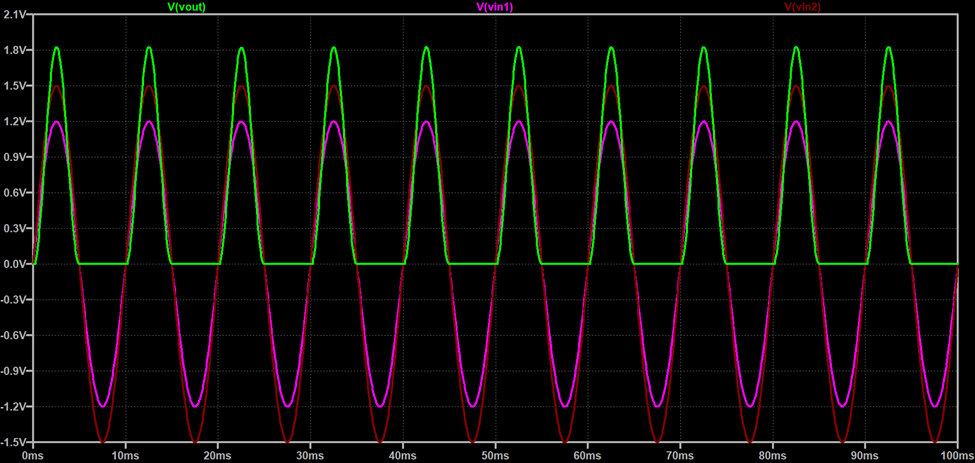 V(vout) V(vin1) V(vin2)
2.1V
1.8V
1.5V
1.2V
0.9V
0.6V
0.3V
0.0V
-0.3V
-0.6V
-0.9V
-1.2V
-1.5V
0ms 10ms 20ms 30ms 40ms 50ms 60ms 70ms 80ms 90ms 100ms